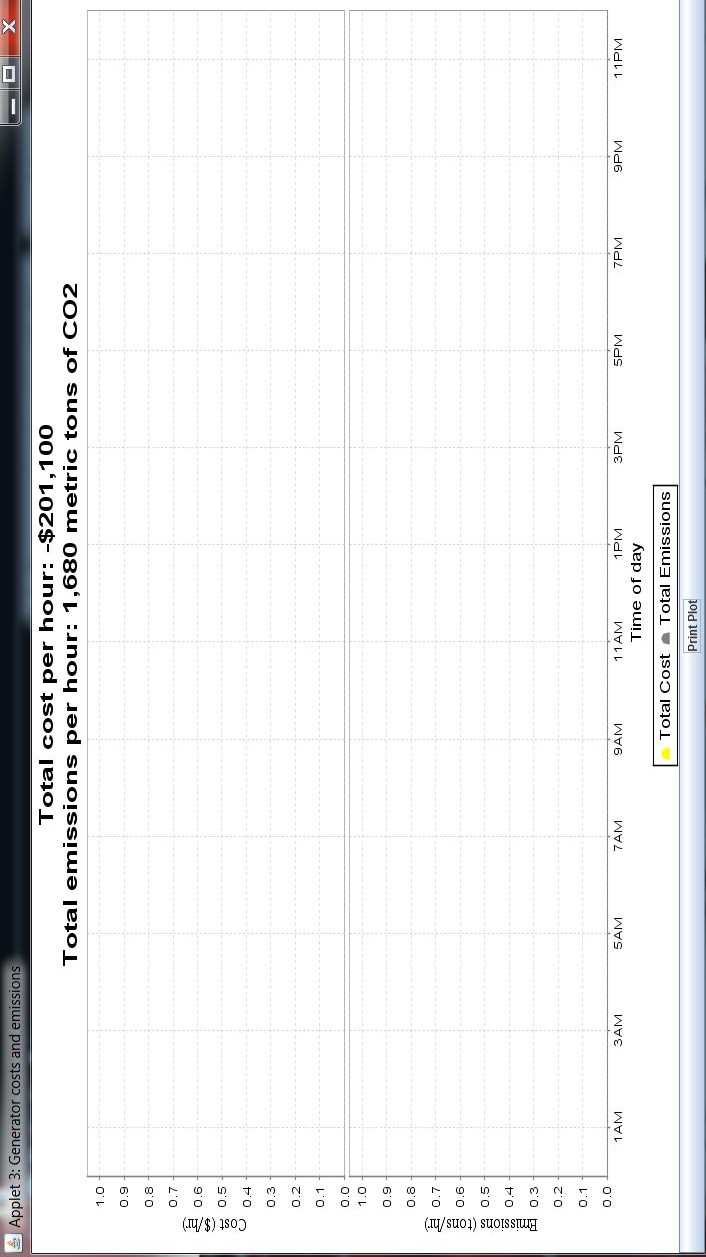 Applet 3: Generator costs and emissions
Total cost per hour: -$201,100
Total emissions per hour: 1,680 metric tons of CO2
Cost ($/hr)
1.0
0.9
0.8
0.7
0.6
0.5
0.4
0.3
0.2
0.1
0.0
Emissions (tons/hr)
1.0
0.9
0.8
0.7
0.6
0.5
0.4
0.3
0.2
0.1
0.0
1AM 3AM 5AM 7AM 9AM 11AM 1PM 3PM 5PM 7PM 9PM 11PM
Time of day
Total Cost Total Emissions
Print Plot